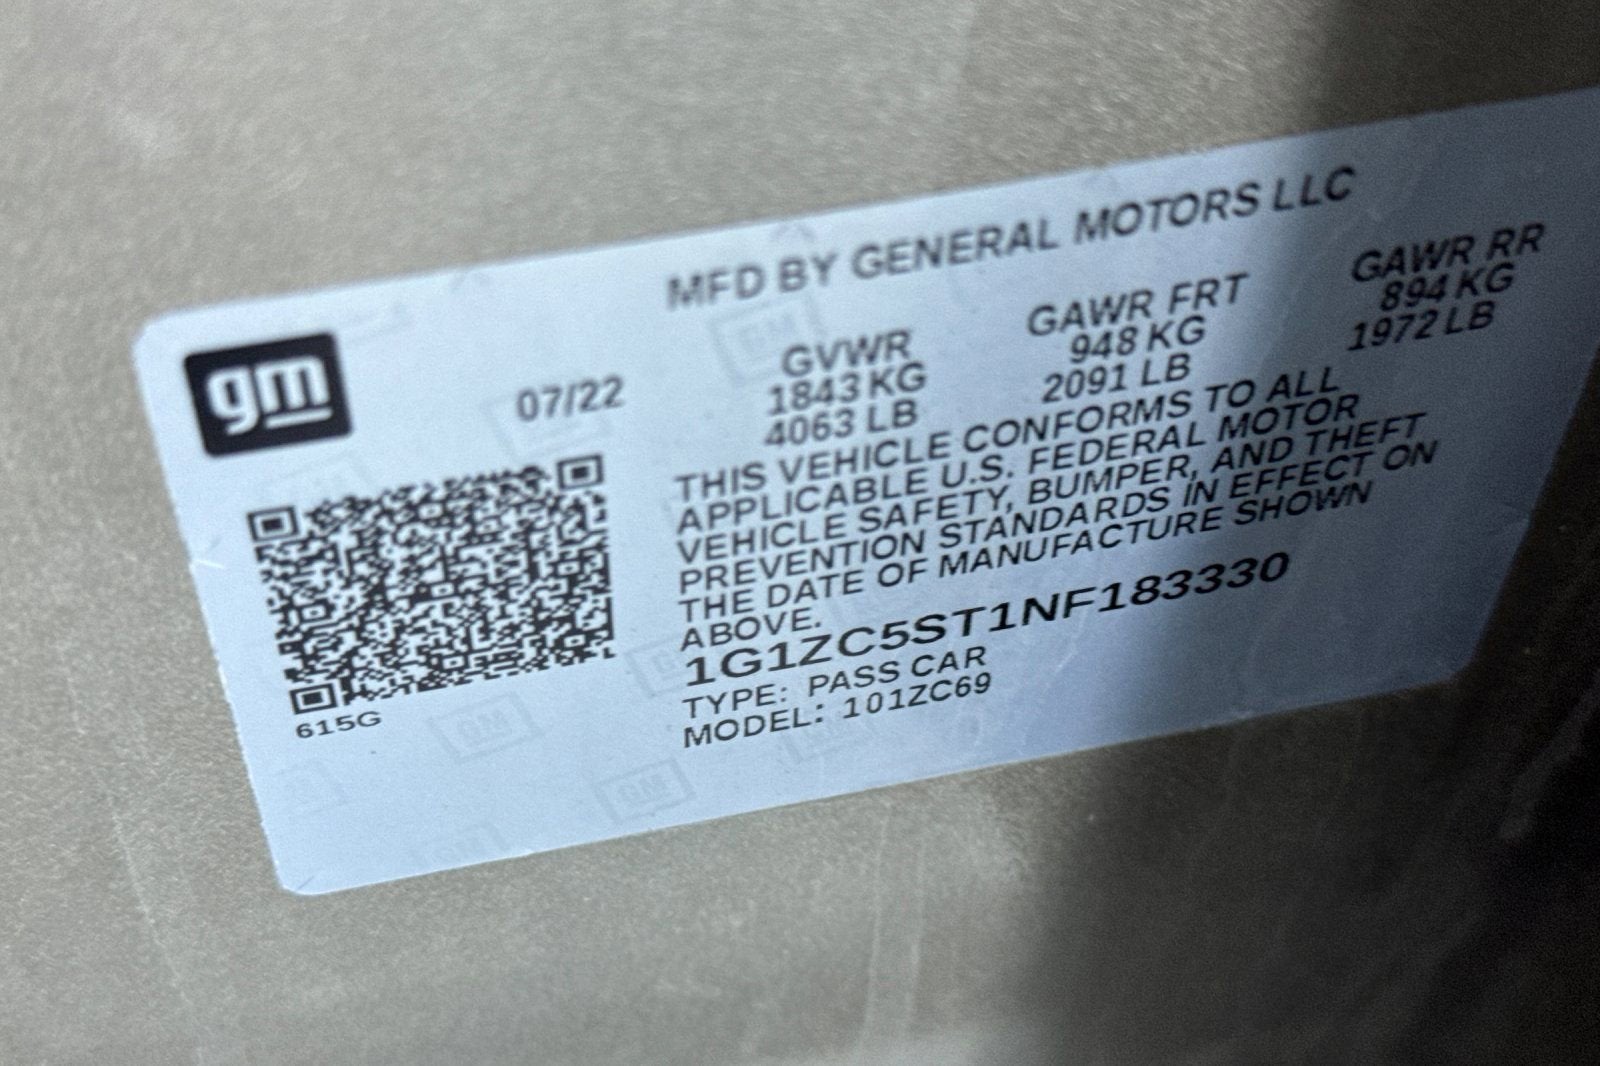 MFD BY GENERAL MOTORS LLC
gm
07/22
GVWR GAWR FRT GAWR RR
1843 KG 948 KG 894 KG
4063 LB 2091 LB 1972 LB
THIS VEHICLE CONFORMS TO ALL
APPLICABLE U.S. FEDERAL MOTOR
VEHICLE SAFETY, BUMPER, AND THEFT
PREVENTION STANDARDS IN EFFECT ON
THE DATE OF MANUFACTURE SHOWN
ABOVE.
1G1ZC5ST1NF183330
TYPE: PASS CAR
MODEL: 101ZC69
615G